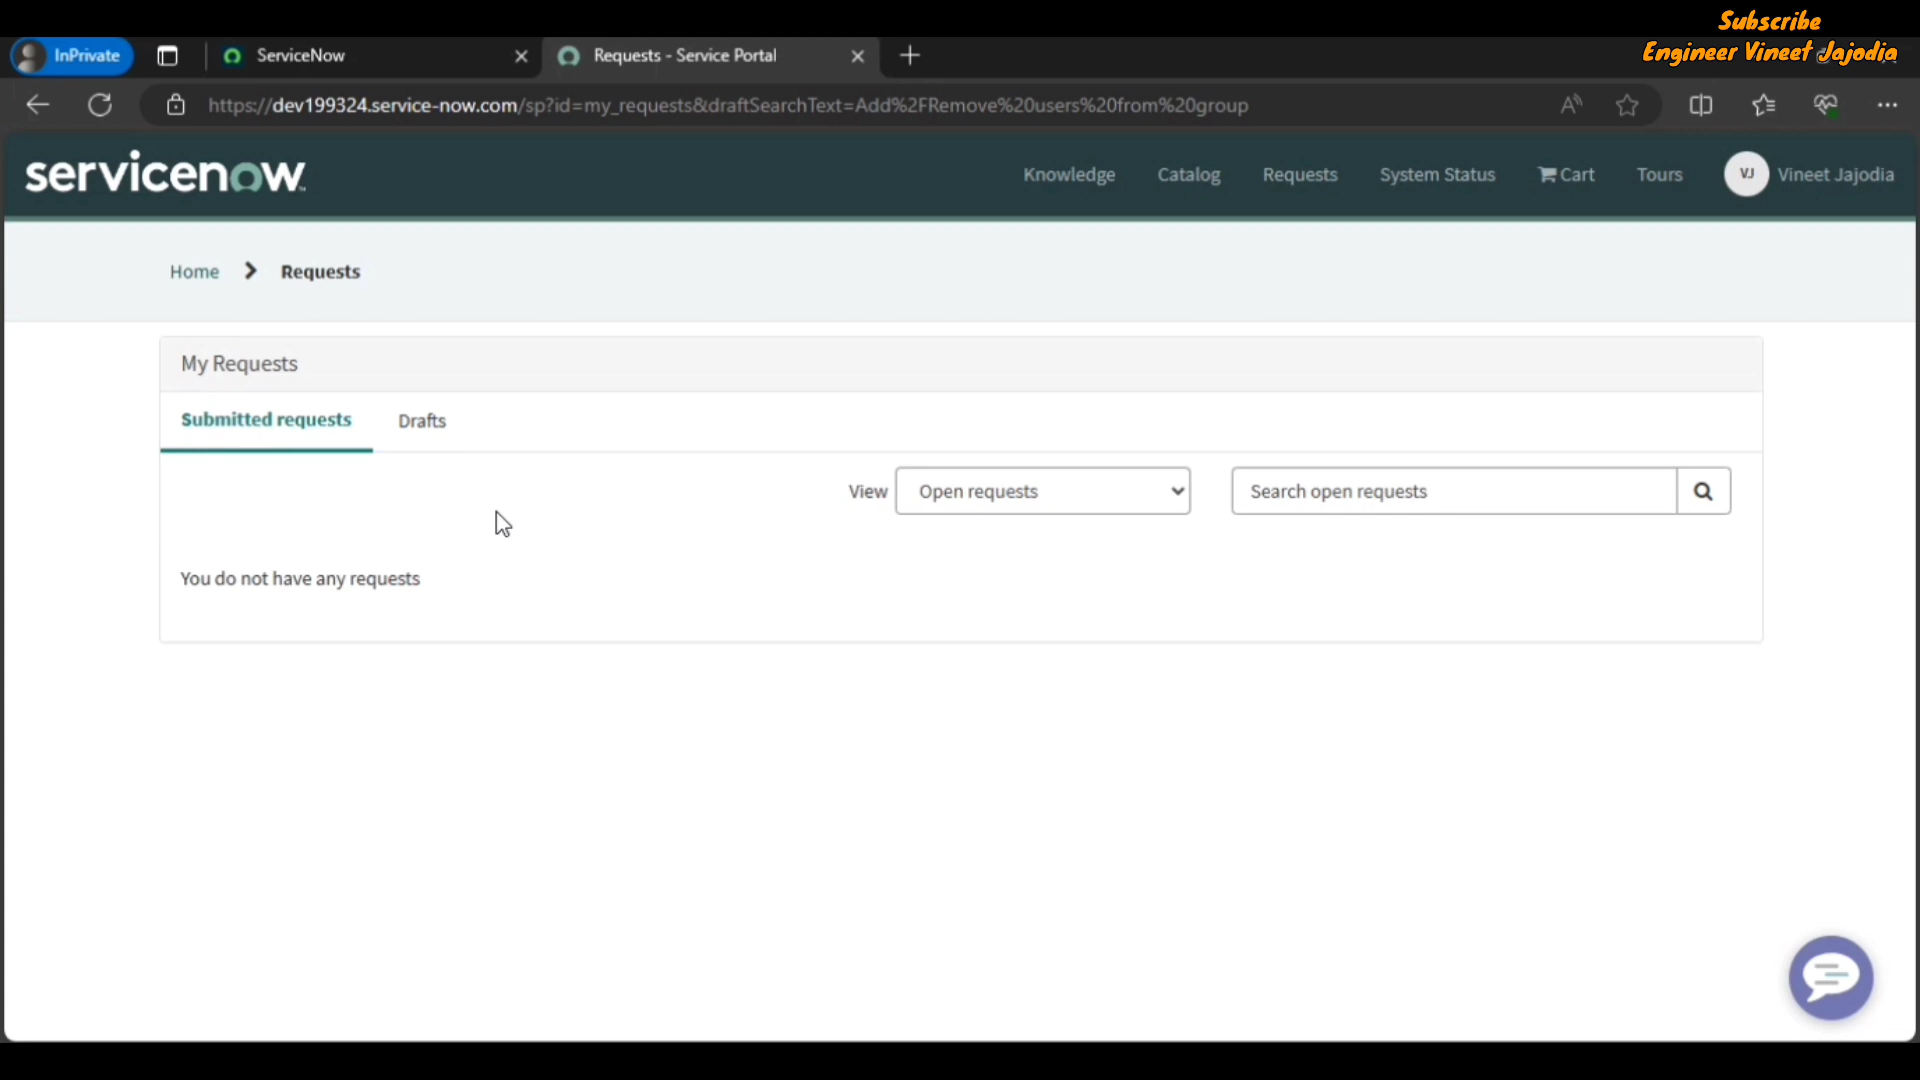 Subscribe
Engineer Vineet Jajodia
InPrivate
ServiceNow
Requests - Service Portal
https://dev199324.service-now.com/sp?id=my_requests&draftSearchText=Add%2FRemove%20users%20from%20group
servicenow
Knowledge
Catalog
Requests
System Status
Cart
Tours
VJ
Vineet Jajodia
Home
Requests
My Requests
Submitted requests
Drafts
View
Open requests
Search open requests
You do not have any requests